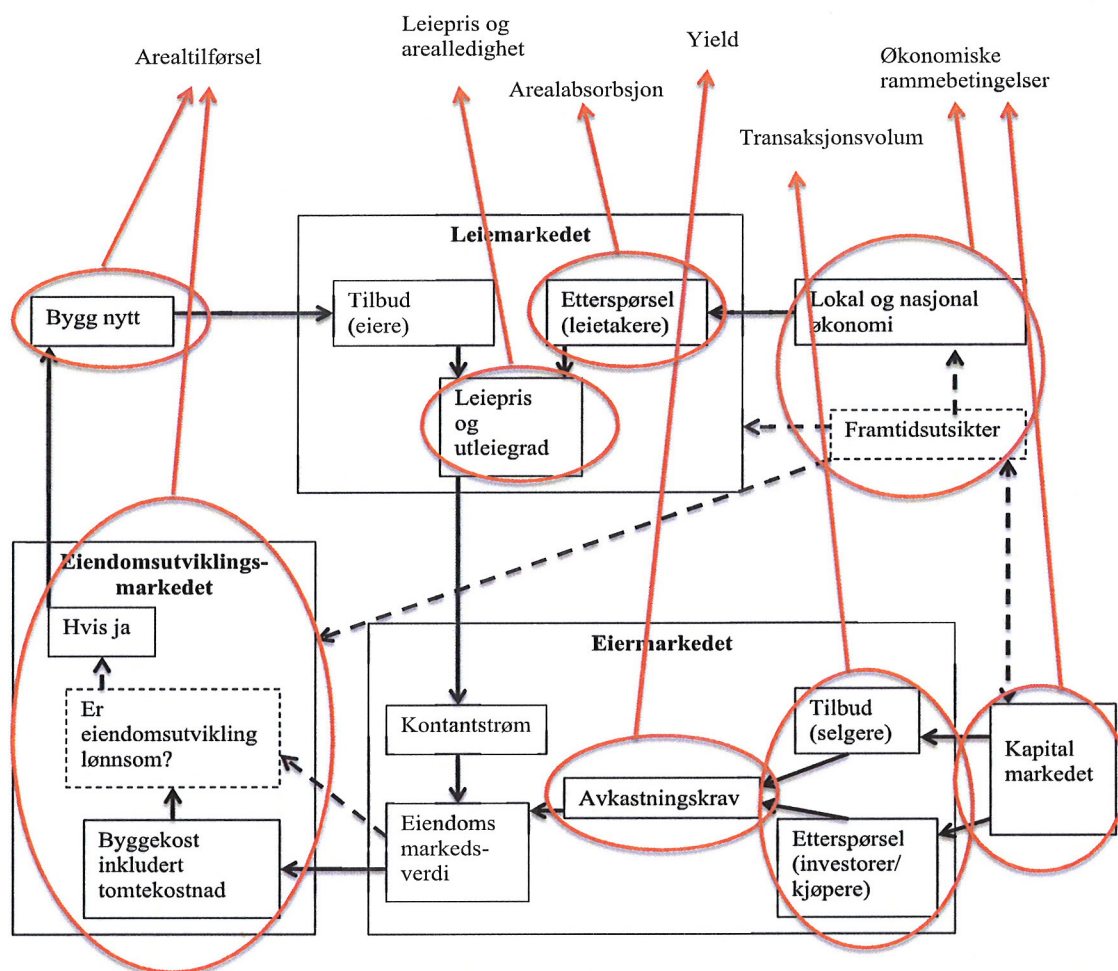 Arealtilførsel
Leiepris og
arealledighet
Yield
Økonomiske
rammebetingelser
Arealabsorbsjon
Transaksjonsvolum
Leiemarkedet
Bygg nytt
Tilbud
(eiere)
Etterspørsel
(leietakere)
Lokal og nasjonal
økonomi
Leiepris
og
utleiegrad
Framtidsutsikter
Eiendomsutviklings-
markedet
Hvis ja
Er
eiendomsutvikling
lønnsom?
Byggekost
inkludert
tomtekostnad
Eiermarkedet
Kontantstrøm
Eiendoms
markeds-
verdi
Avkastningskrav
Tilbud
(selgere)
Etterspørsel
(investorer/
kjøpere)
Kapital
markedet